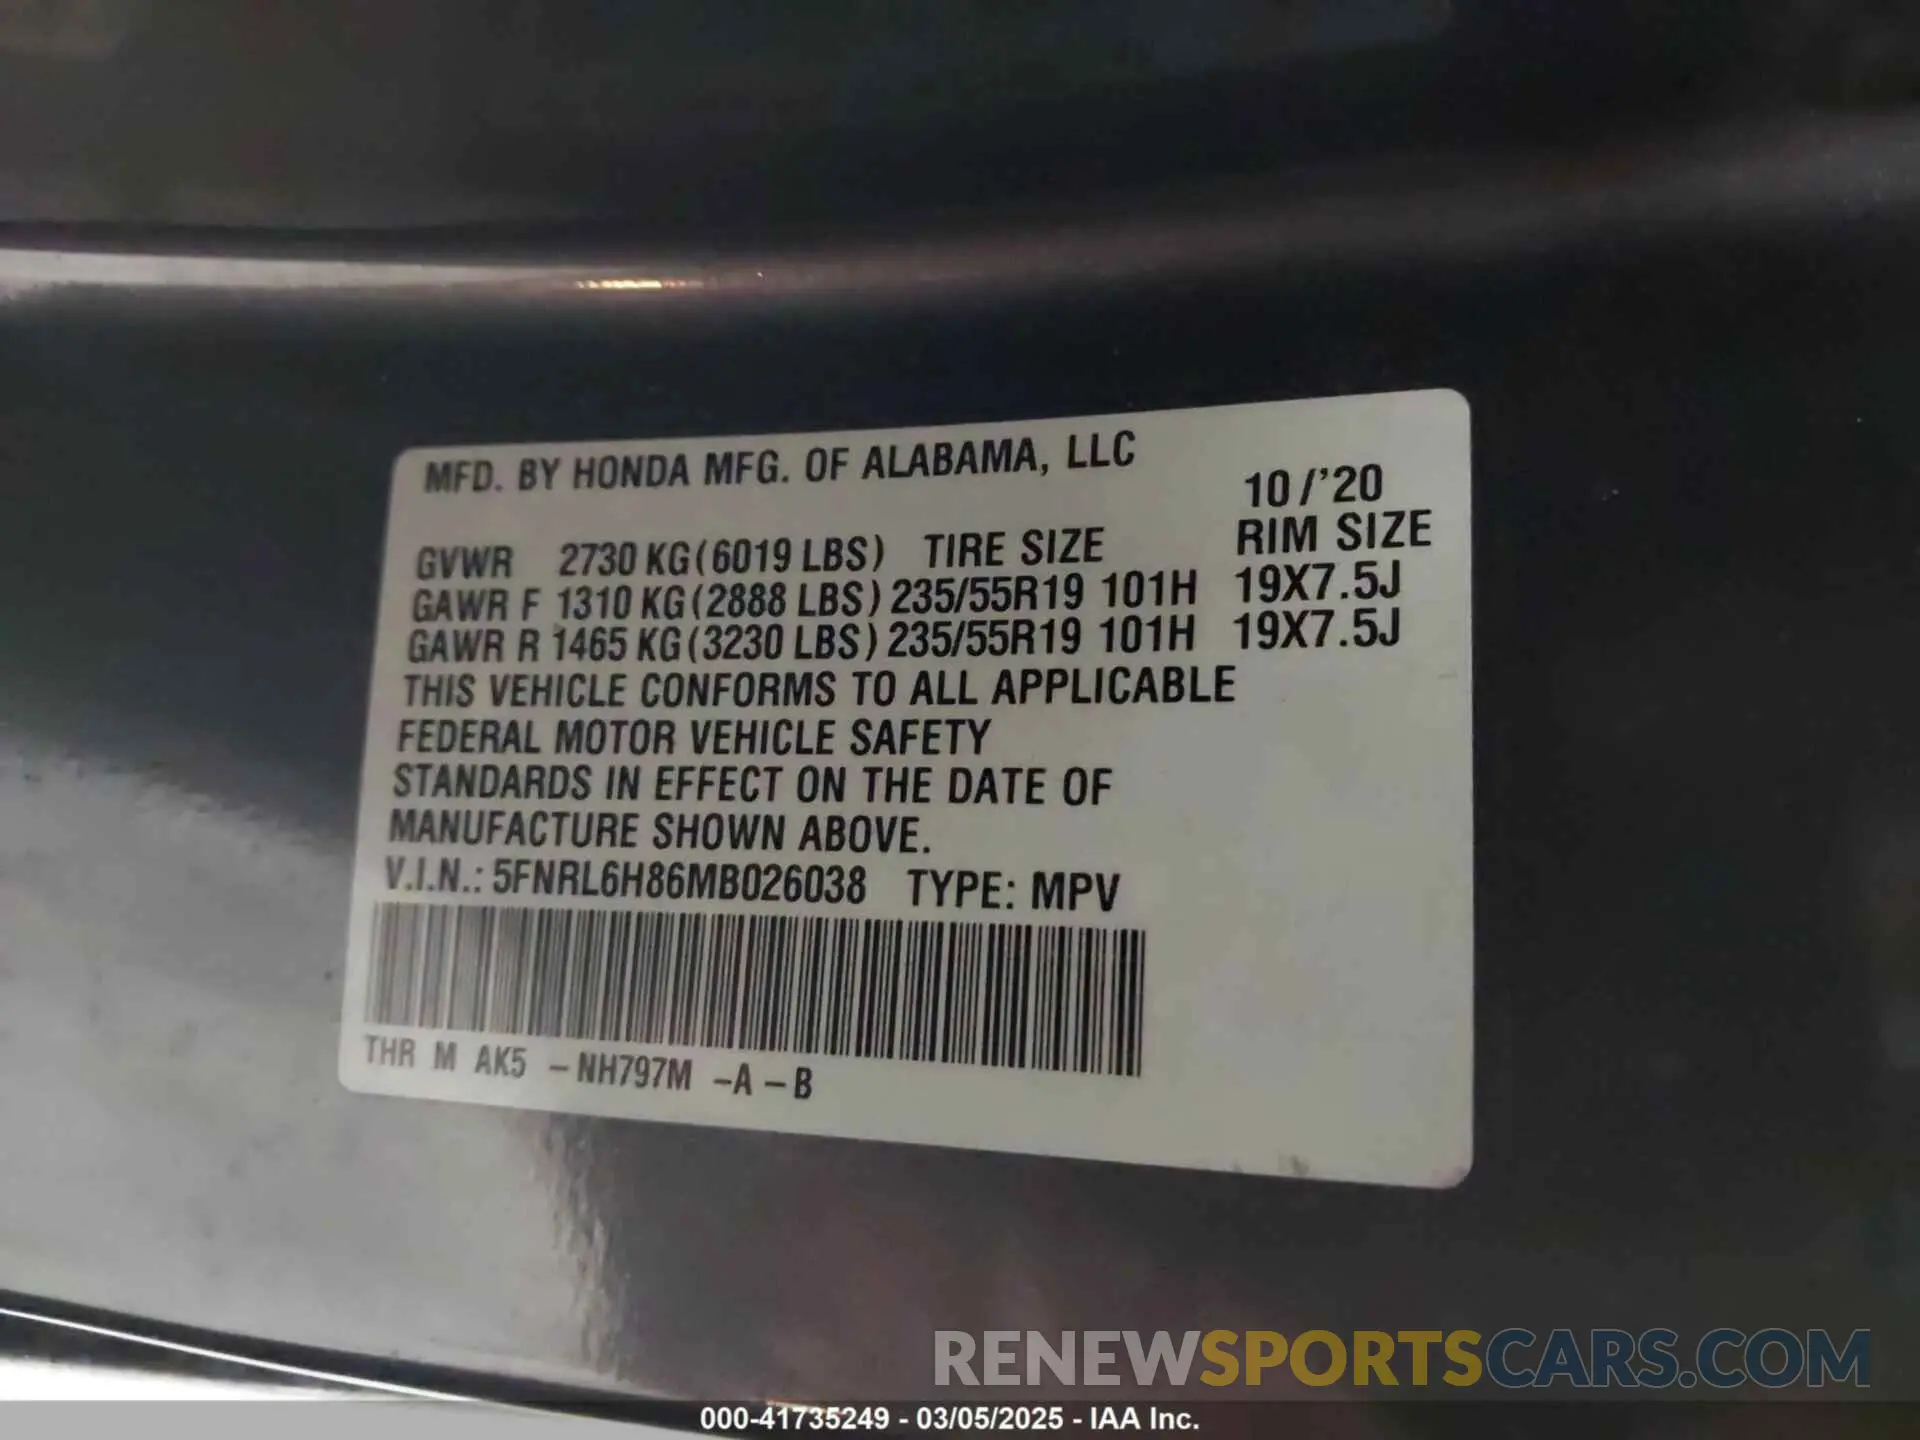 MFD. BY HONDA MFG. OF ALABAMA, LLC
10/'20
GVWR 2730 KG (6019 LBS) TIRE SIZE RIM SIZE
GAWR F 1310 KG (2888 LBS) 235/55R19 101H 19X7.5J
GAWR R 1465 KG (3230 LBS) 235/55R19 101H 19X7.5J
THIS VEHICLE CONFORMS TO ALL APPLICABLE
FEDERAL MOTOR VEHICLE SAFETY
STANDARDS IN EFFECT ON THE DATE OF
MANUFACTURE SHOWN ABOVE.
V.I.N.: 5FNRL6H86MB026038 TYPE: MPV
THR M AK5 -NH797M -A-B
RENEWSPORTSCARS.COM
000-41735249 - 03/05/2025 - IAA Inc.